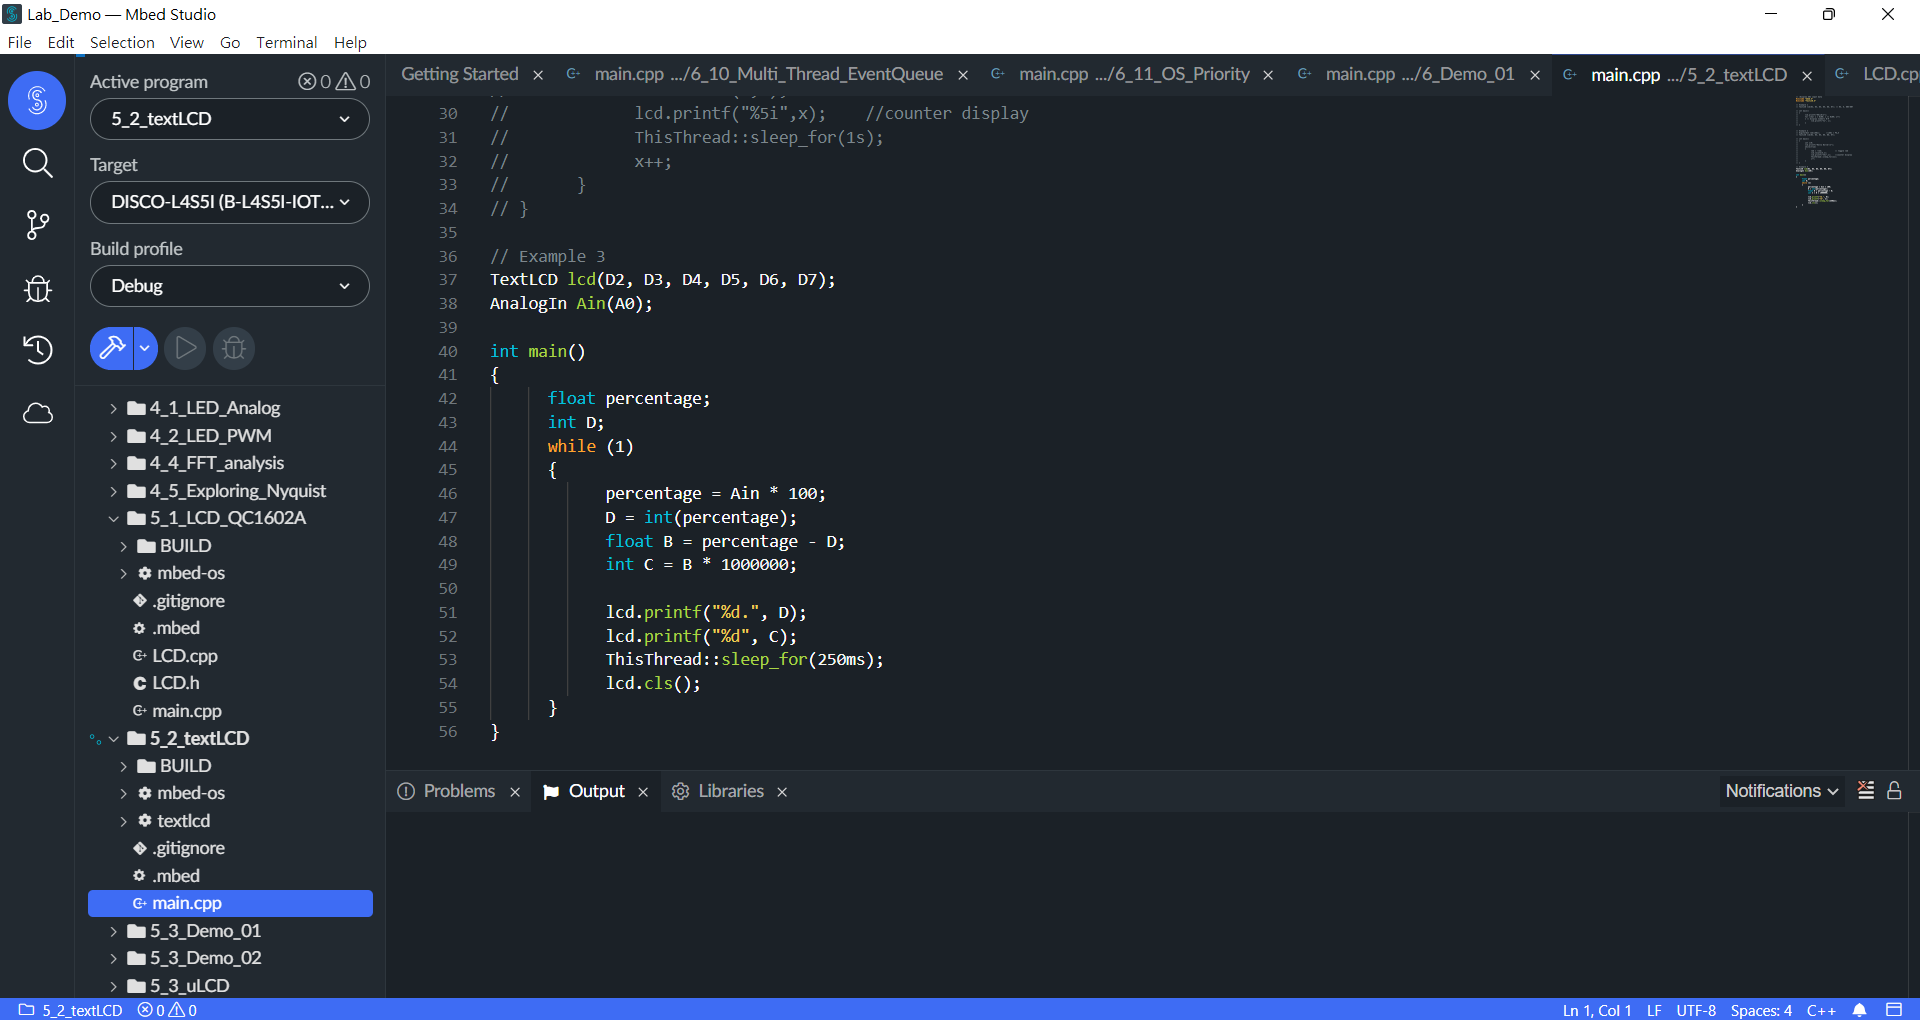 Lab_Demo — Mbed Studio
File Edit Selection View Go Terminal Help
Active program 0 0
5_2_textLCD
Target
DISCO-L4S5I (B-L4S5I-IOT...
Build profile
Debug
4_1_LED_Analog
4_2_LED_PWM
4_4_FFT_analysis
4_5_Exploring_Nyquist
5_1_LCD_QC1602A
BUILD
mbed-os
.gitignore
.mbed
LCD.cpp
LCD.h
main.cpp
5_2_textLCD
BUILD
mbed-os
textlcd
.gitignore
.mbed
main.cpp
5_3_Demo_01
5_3_Demo_02
5_3_uLCD
Getting Started main.cpp .../6_10_Multi_Thread_EventQueue main.cpp .../6_11_OS_Priority main.cpp .../6_Demo_01 main.cpp .../5_2_textLCD LCD.cp
30 // lcd.printf("%5i",x); //counter display
31 // ThisThread::sleep_for(1s);
32 // x++;
33 // }
34 // }
35
36 // Example 3
37 TextLCD lcd(D2, D3, D4, D5, D6, D7);
38 AnalogIn Ain(A0);
39
40 int main()
41 {
42 float percentage;
43 int D;
44 while (1)
45 {
46 percentage = Ain * 100;
47 D = int(percentage);
48 float B = percentage - D;
49 int C = B * 1000000;
50
51 lcd.printf("%d.", D);
52 lcd.printf("%d", C);
53 ThisThread::sleep_for(250ms);
54 lcd.cls();
55 }
56 }
Problems Output Libraries Notifications
5_2_textLCD 0 0 Ln 1, Col 1 LF UTF-8 Spaces: 4 C++